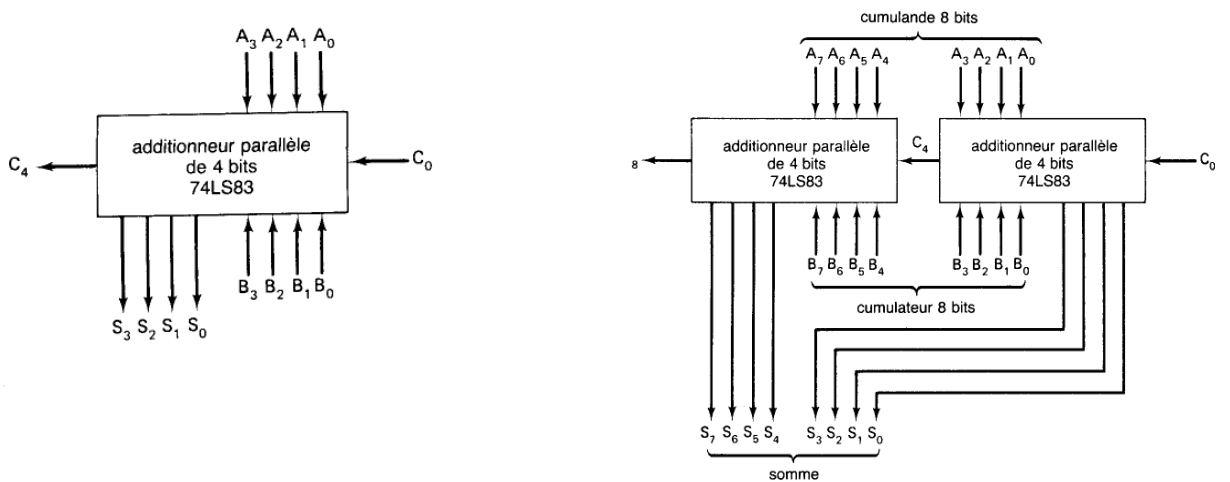 A3 A2 A1 A0
additionneur parallèle
de 4 bits
74LS83
C4
C0
B3 B2 B1 B0
S3 S2 S1 S0
cumulande 8 bits
A7 A6 A5 A4
A3 A2 A1 A0
8
additionneur parallèle
de 4 bits
74LS83
C4
additionneur parallèle
de 4 bits
74LS83
C0
B7 B6 B5 B4
B3 B2 B1 B0
cumulateur 8 bits
S7 S6 S5 S4
S3 S2 S1 S0
somme